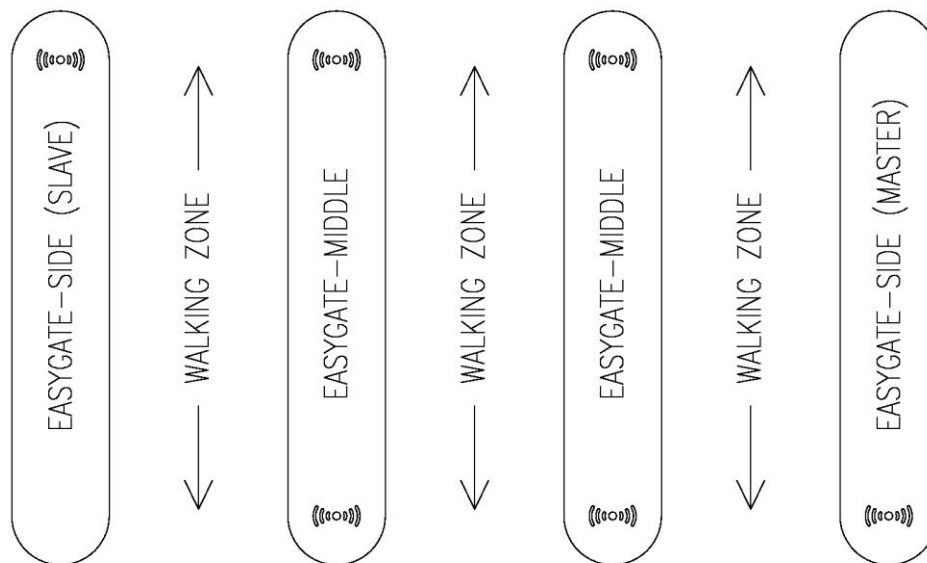 EASYGATE-SIDE (SLAVE)
WALKING ZONE
EASYGATE-MIDDLE
WALKING ZONE
EASYGATE-MIDDLE
WALKING ZONE
EASYGATE-SIDE (MASTER)